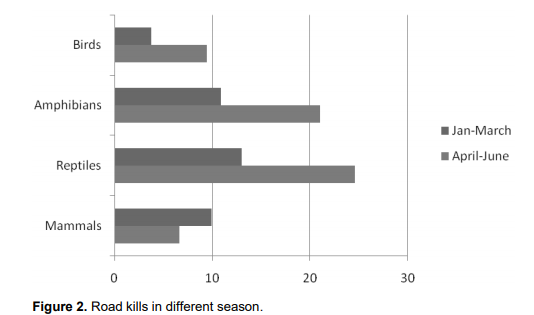 Birds
Amphibians
Reptiles
Mammals
0 10 20 30
Jan-March
April-June
Figure 2. Road kills in different season.